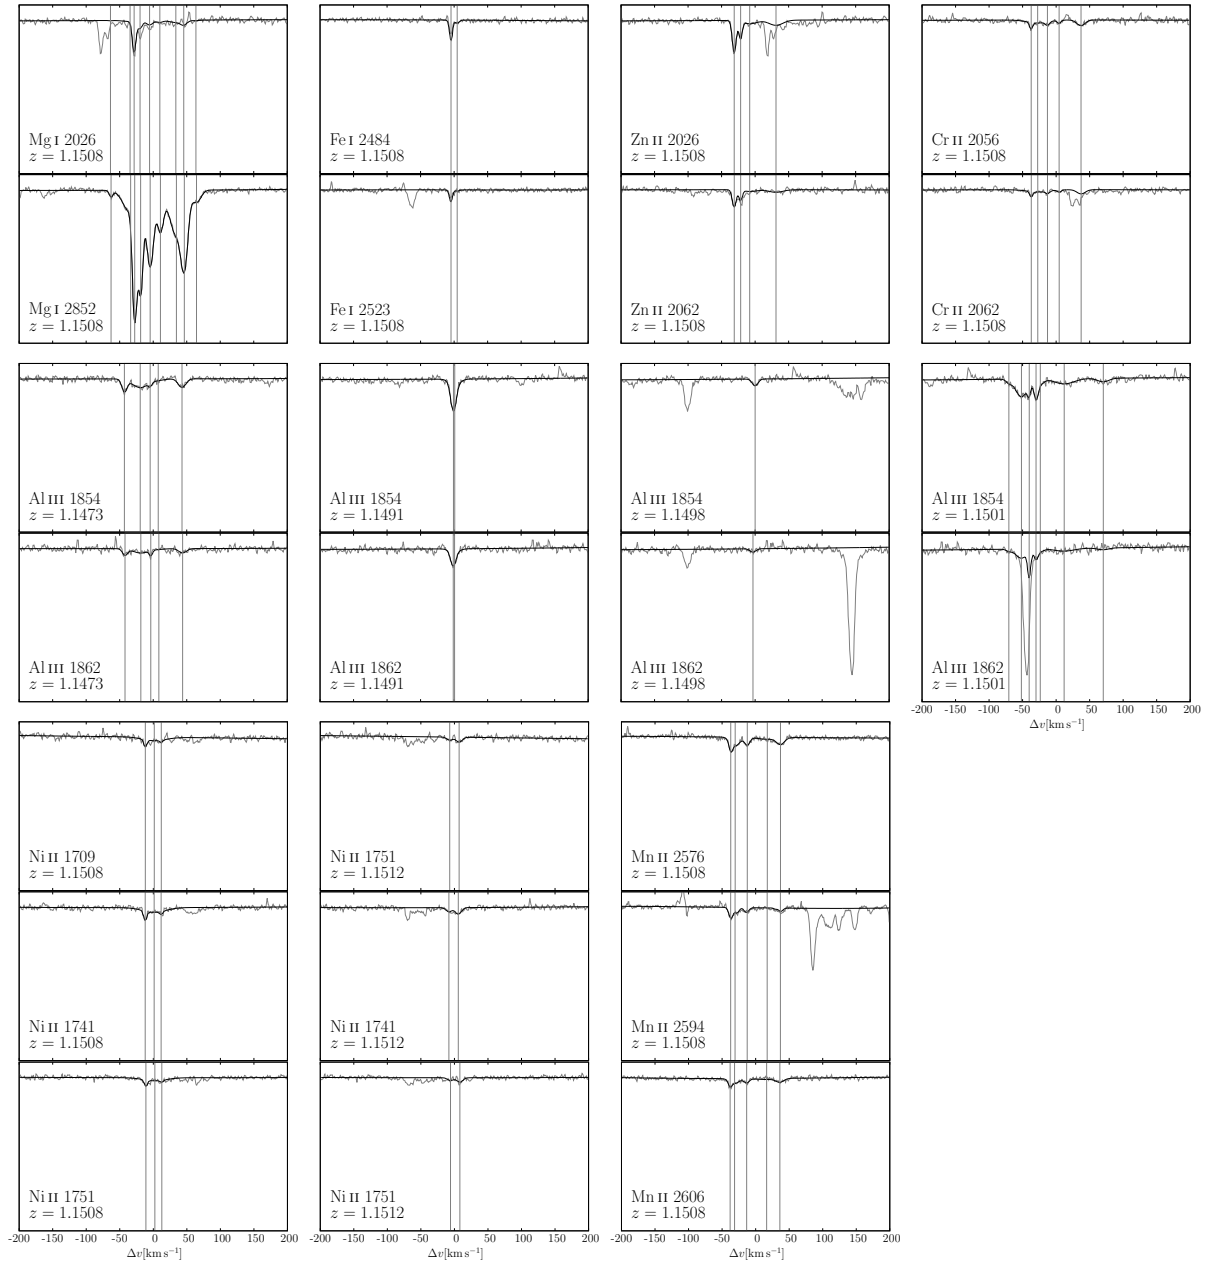 Mg I 2026
z = 1.1508
Fe I 2484
z = 1.1508
Zn II 2026
z = 1.1508
Cr II 2056
z = 1.1508
Mg I 2852
z = 1.1508
Fe I 2523
z = 1.1508
Zn II 2062
z = 1.1508
Cr II 2062
z = 1.1508
Al III 1854
z = 1.1473
Al III 1854
z = 1.1491
Al III 1854
z = 1.1498
Al III 1854
z = 1.1501
Al III 1862
z = 1.1473
Al III 1862
z = 1.1491
Al III 1862
z = 1.1498
Al III 1862
z = 1.1501
-200 -150 -100 -50 0 50 100 150 200
Δv[km s⁻¹]
Ni II 1709
z = 1.1508
Ni II 1751
z = 1.1512
Mn II 2576
z = 1.1508
Ni II 1741
z = 1.1508
Ni II 1741
z = 1.1512
Mn II 2594
z = 1.1508
Ni II 1751
z = 1.1508
Ni II 1751
z = 1.1512
Mn II 2606
z = 1.1508
-200 -150 -100 -50 0 50 100 150 200
Δv[km s⁻¹]
-200 -150 -100 -50 0 50 100 150 200
Δv[km s⁻¹]
-200 -150 -100 -50 0 50 100 150 200
Δv[km s⁻¹]